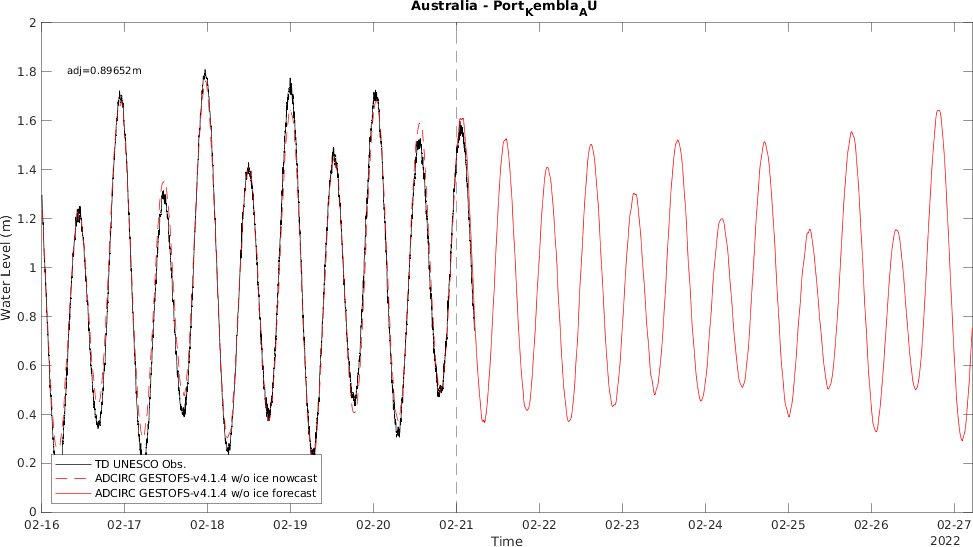 Australia - PortKemblaAU
2
1.8
1.6
1.4
1.2
1
0.8
0.6
0.4
0.2
0
Water Level (m)
adj=0.89652m
TD UNESCO Obs.
ADCIRC GESTOFS-v4.1.4 w/o ice nowcast
ADCIRC GESTOFS-v4.1.4 w/o ice forecast
02-16 02-17 02-18 02-19 02-20 02-21 02-22 02-23 02-24 02-25 02-26 02-27
Time 2022